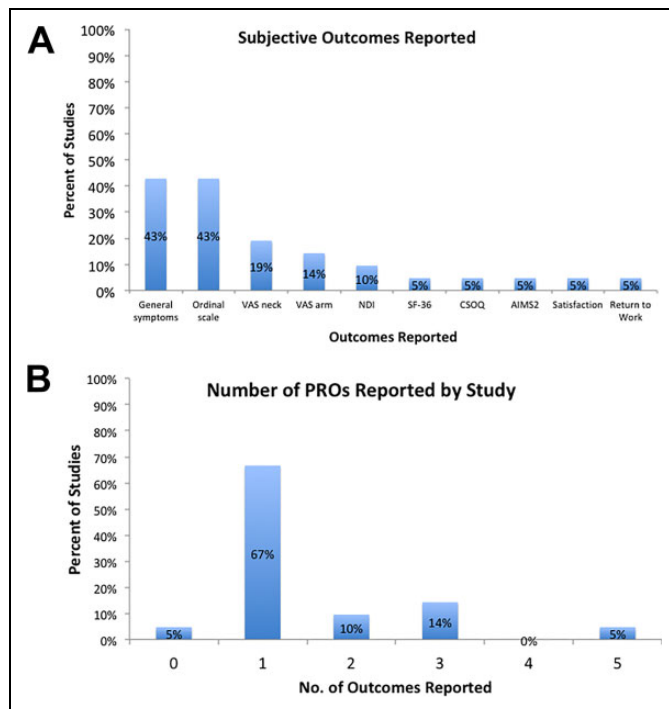 A
Subjective Outcomes Reported
Percent of Studies
100%
90%
80%
70%
60%
50%
40%
30%
20%
10%
0%
43%
43%
19%
14%
10%
5%
5%
5%
5%
5%
General symptoms
Ordinal scale
VAS neck
VAS arm
NDI
SF-36
CSOQ
AIMS2
Satisfaction
Return to Work
Outcomes Reported
B
Number of PROs Reported by Study
Percent of Studies
100%
90%
80%
70%
60%
50%
40%
30%
20%
10%
0%
5%
67%
10%
14%
0%
5%
0
1
2
3
4
5
No. of Outcomes Reported